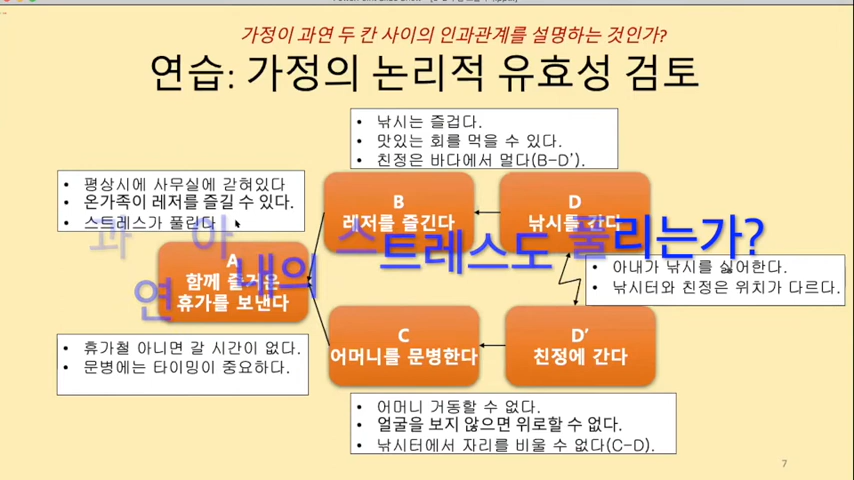 가정이 과연 두 칸 사이의 인과관계를 설명하는 것인가?
연습: 가정의 논리적 유효성 검토
• 낚시는 즐겁다.
• 맛있는 회를 먹을 수 있다.
• 친정은 바다에서 멀다(B-D’).
• 평상시에 사무실에 갇혀있다
• 온가족이 레저를 즐길 수 있다.
• 스트레스가 풀린다
B
레저를 즐긴다
D
낚시를 간다
과연 아내의 스트레스도 풀리는가?
A
함께 즐거운
휴가를 보낸다
• 아내가 낚시를 싫어한다.
• 낚시터와 친정은 위치가 다르다.
C
어머니를 문병한다
D’
친정에 간다
• 휴가철 아니면 갈 시간이 없다.
• 문병에는 타이밍이 중요하다.
• 어머니 거동할 수 없다.
• 얼굴을 보지 않으면 위로할 수 없다.
• 낚시터에서 자리를 비울 수 없다(C-D).
7